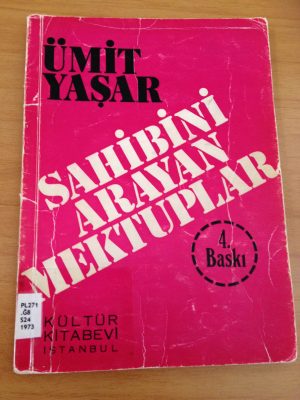 ÜMİT
YAŞAR
SAHİBİNİ
ARAYAN
MEKTUPLAR
4.
Baskı
PL271
.G8
S24
1973
KÜLTÜR
KİTABEVİ
İSTANBUL